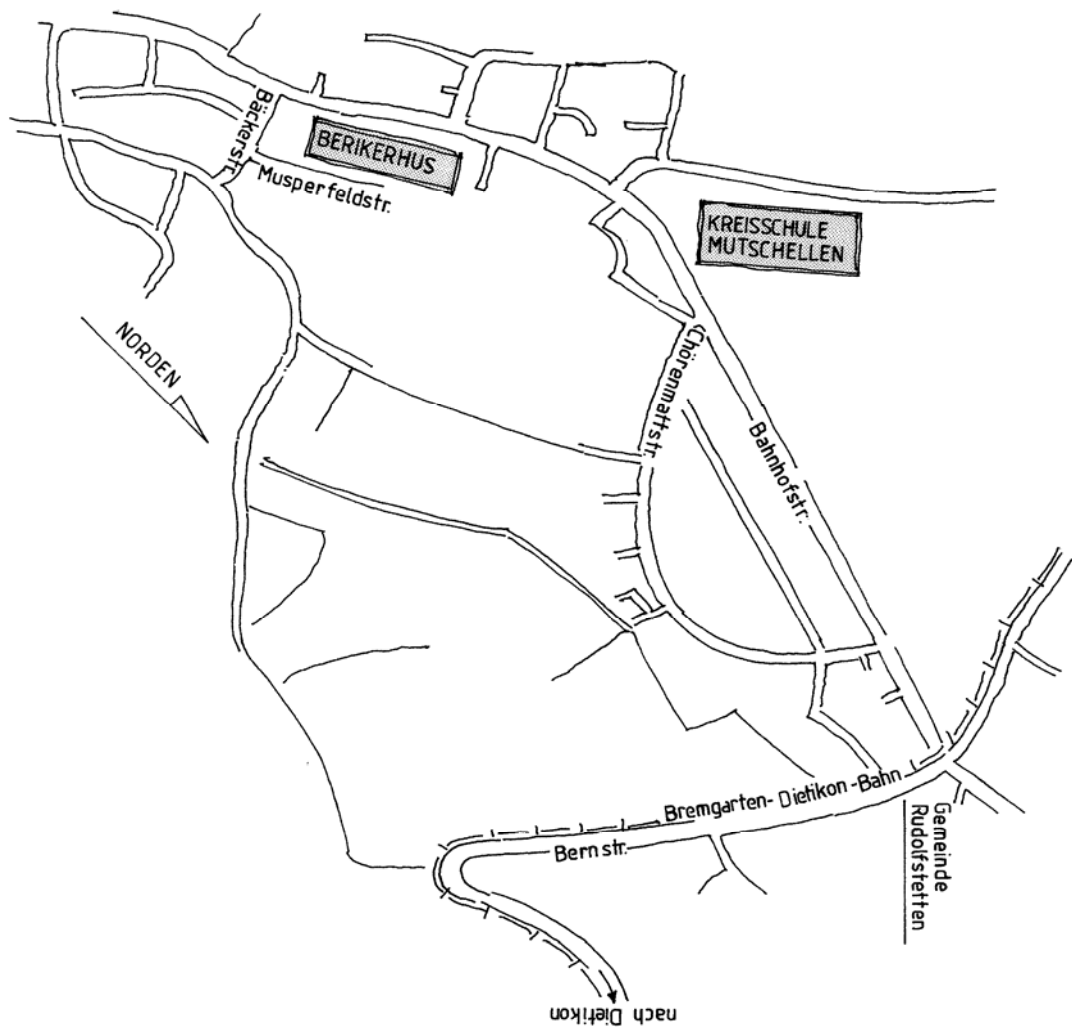 Bäckerstr.
BERIKERHUS
Musperfeldstr.
KREISSCHULE
MUTSCHELLEN
NORDEN
Chörenmattstr.
Bahnhofstr.
Bremgarten-Dietikon-Bahn
Bernstr.
Gemeinde
Rudolfstetten
nach Dietikon